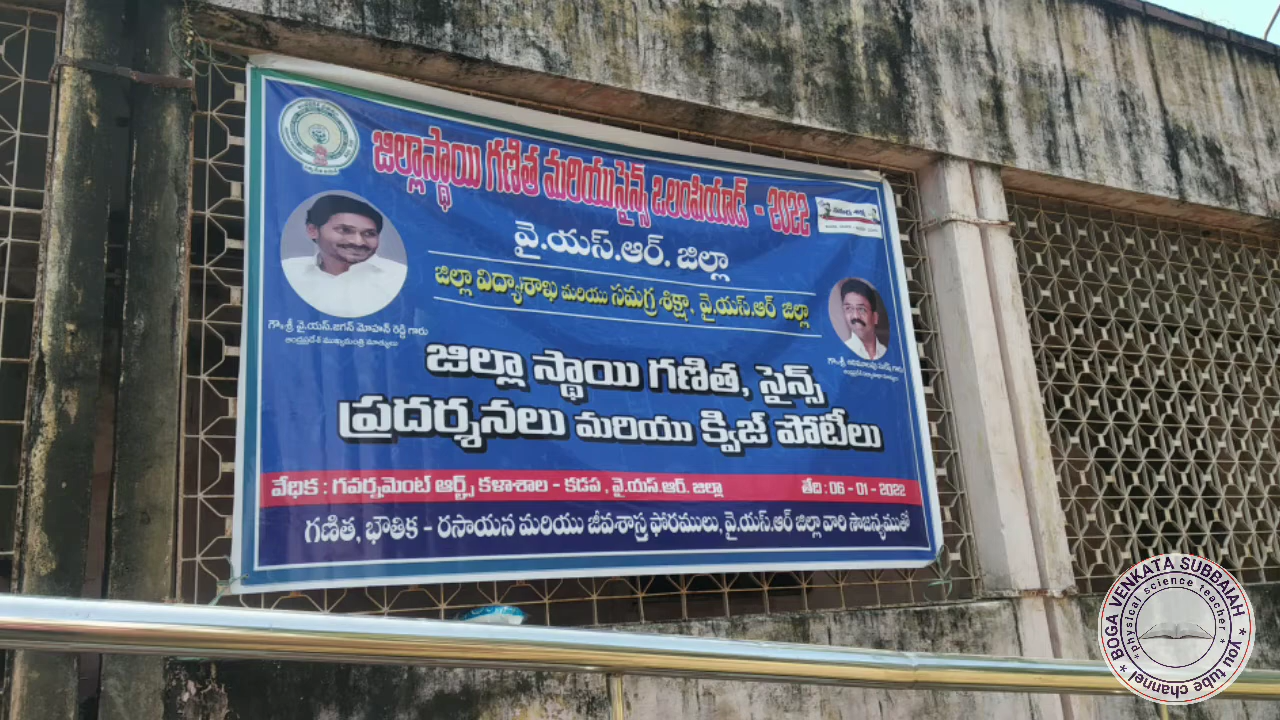 జిల్లాస్థాయి గణిత మరియు సైన్స్ ఒలంపియాడ్ - 2022
వై.యస్.ఆర్. జిల్లా
జిల్లా విద్యాశాఖ మరియు సమగ్ర శిక్షా, వై.యస్.ఆర్ జిల్లా
గౌ॥శ్రీ వై.యస్.జగన్ మోహన్ రెడ్డి గారు
ఆంధ్రప్రదేశ్ ముఖ్యమంత్రి మాత్యులు
గౌ॥శ్రీ ఆదిమూలపు సురేష్ గారు
జిల్లా స్థాయి గణిత, సైన్స్
ప్రదర్శనలు మరియు క్విజ్ పోటీలు
వేధిక : గవర్నమెంట్ ఆర్ట్స్ కళాశాల - కడప, వై.యస్.ఆర్. జిల్లా తేది : 06 - 01 - 2022
గణిత, భౌతిక - రసాయన మరియు జీవశాస్త్ర ఫోరములు, వై.యస్.ఆర్ జిల్లా వారి సౌజన్యముతో
* BOGA VENKATA SUBBAIAH * you tube channel
*physical science teacher*